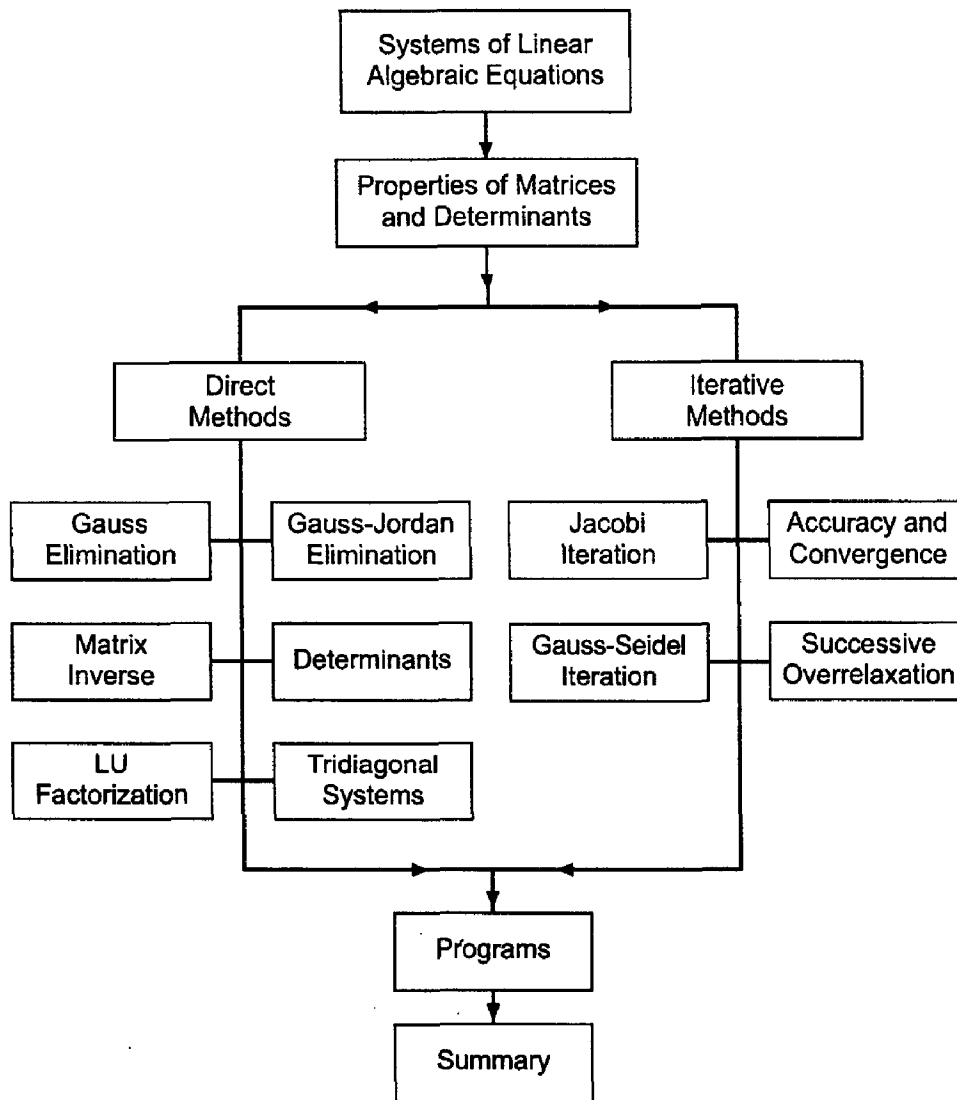 Systems of Linear
Algebraic Equations
Properties of Matrices
and Determinants
Direct
Methods
Iterative
Methods
Gauss
Elimination
Gauss-Jordan
Elimination
Jacobi
Iteration
Accuracy and
Convergence
Matrix
Inverse
Determinants
Gauss-Seidel
Iteration
Successive
Overrelaxation
LU
Factorization
Tridiagonal
Systems
Programs
Summary